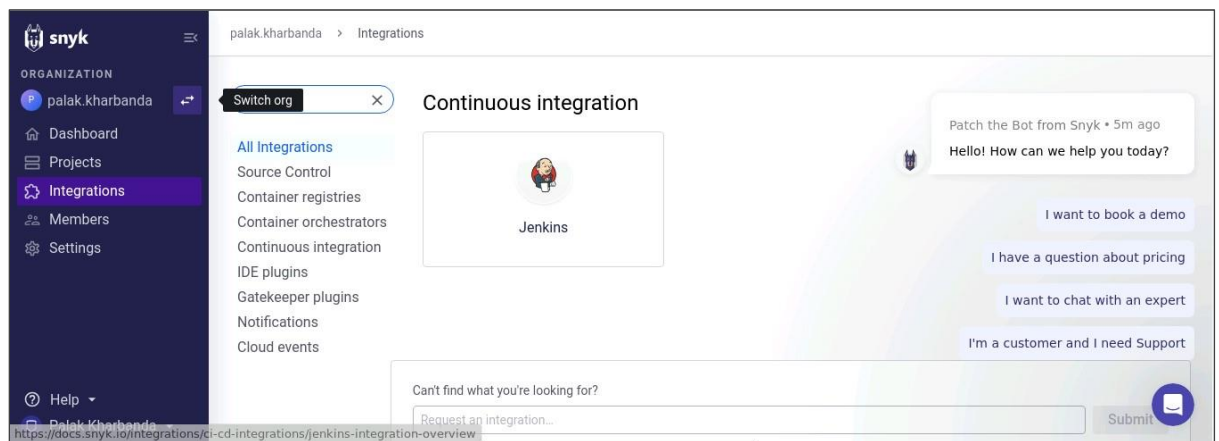 snyk
palak.kharbanda > Integrations
ORGANIZATION
P palak.kharbanda
Switch org
Dashboard
Projects
Integrations
Members
Settings
Help
Palak Kharbanda
https://docs.snyk.io/integrations/ci-cd-integrations/jenkins-integration-overview
All Integrations
Source Control
Container registries
Container orchestrators
Continuous integration
IDE plugins
Gatekeeper plugins
Notifications
Cloud events
Continuous integration
Jenkins
Patch the Bot from Snyk • 5m ago
Hello! How can we help you today?
I want to book a demo
I have a question about pricing
I want to chat with an expert
I'm a customer and I need Support
Can't find what you're looking for?
Request an integration...
Submit